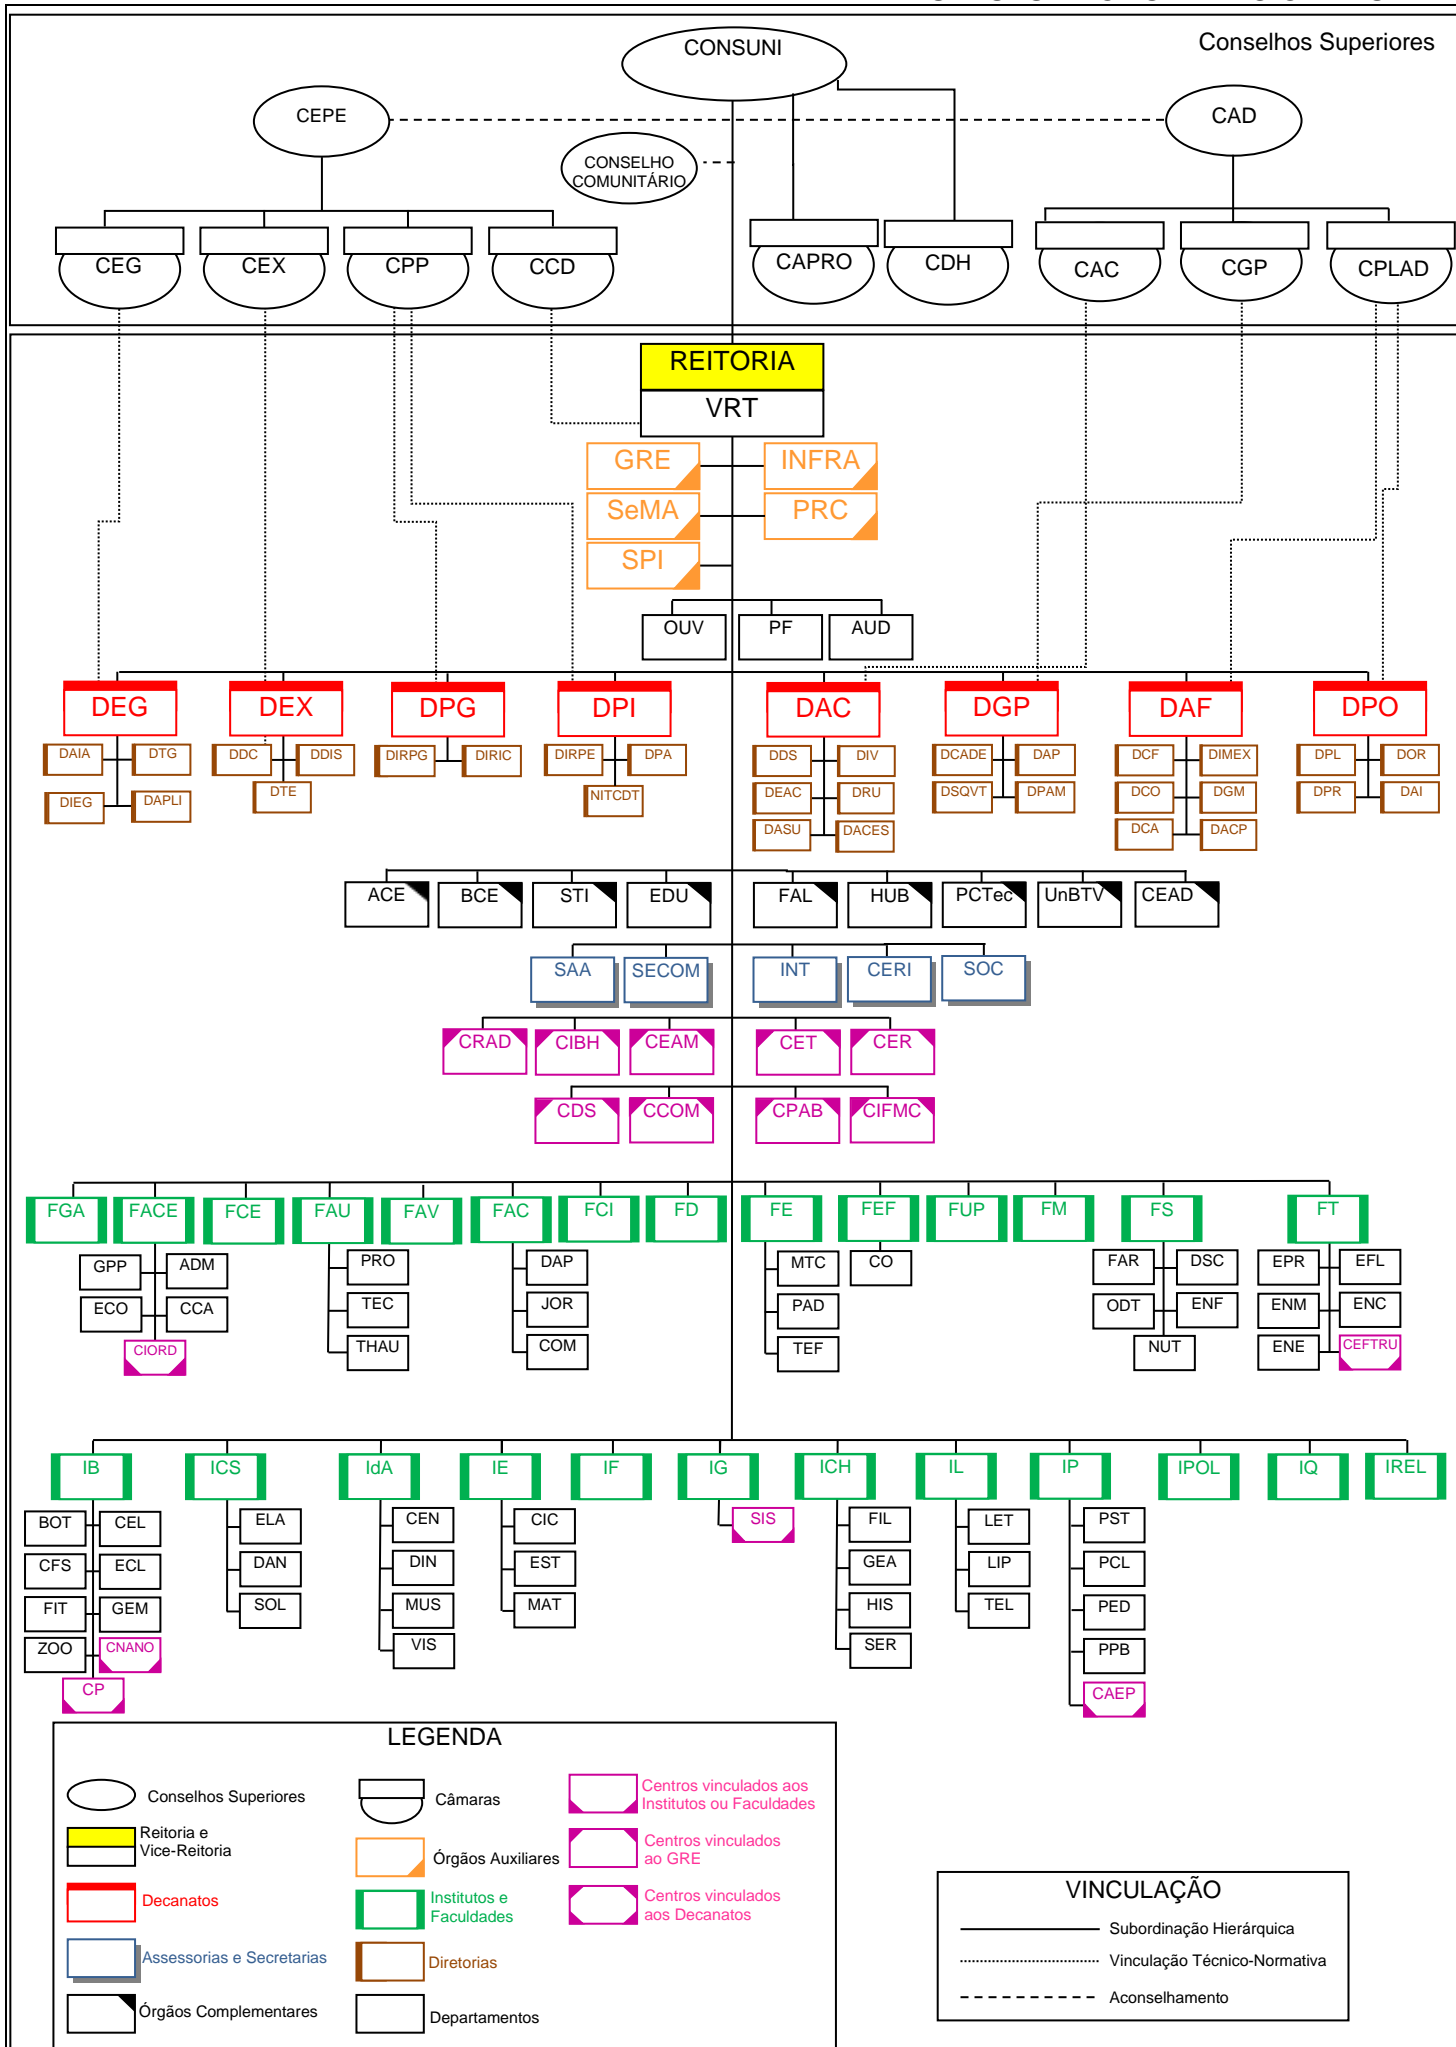 CONSUNI
Conselhos Superiores
CEPE
CAD
CONSELHO
COMUNITÁRIO
CEG
CEX
CPP
CCD
CAPRO
CDH
CAC
CGP
CPLAD
REITORIA
VRT
GRE
INFRA
SeMA
PRC
SPI
OUV
PF
AUD
DEG
DEX
DPG
DPI
DAC
DGP
DAF
DPO
DAIA
DTG
DDC
DDIS
DIRPG
DIRIC
DIRPE
DPA
DDS
DIV
DCADE
DAP
DCF
DIMEX
DPL
DOR
DIEG
DAPLI
DTE
NITCDT
DEAC
DRU
DSQVT
DPAM
DCO
DGM
DPR
DAI
DASU
DACES
DCA
DACP
ACE
BCE
STI
EDU
FAL
HUB
PCTec
UnBTV
CEAD
SAA
SECOM
INT
CERI
SOC
CRAD
CIBH
CEAM
CET
CER
CDS
CCOM
CPAB
CIFMC
FGA
FACE
FCE
FAU
FAV
FAC
FCI
FD
FE
FEF
FUP
FM
FS
FT
GPP
ADM
PRO
DAP
MTC
CO
FAR
DSC
EPR
EFL
ECO
CCA
TEC
JOR
PAD
ODT
ENF
ENM
ENC
CIORD
THAU
COM
TEF
NUT
ENE
CEFTRU
IB
ICS
IdA
IE
IF
IG
ICH
IL
IP
IPOL
IQ
IREL
BOT
CEL
ELA
CEN
CIC
SIS
FIL
LET
PST
CFS
ECL
DAN
DIN
EST
GEA
LIP
PCL
FIT
GEM
SOL
MUS
MAT
HIS
TEL
PED
ZOO
CNANO
VIS
SER
PPB
CP
CAEP
LEGENDA
Conselhos Superiores
Câmaras
Centros vinculados aos
Institutos ou Faculdades
Reitoria e
Vice-Reitoria
Órgãos Auxiliares
Centros vinculados
ao GRE
Decanatos
Institutos e
Faculdades
Centros vinculados
aos Decanatos
Assessorias e Secretarias
Diretorias
Órgãos Complementares
Departamentos
VINCULAÇÃO
Subordinação Hierárquica
Vinculação Técnico-Normativa
Aconselhamento